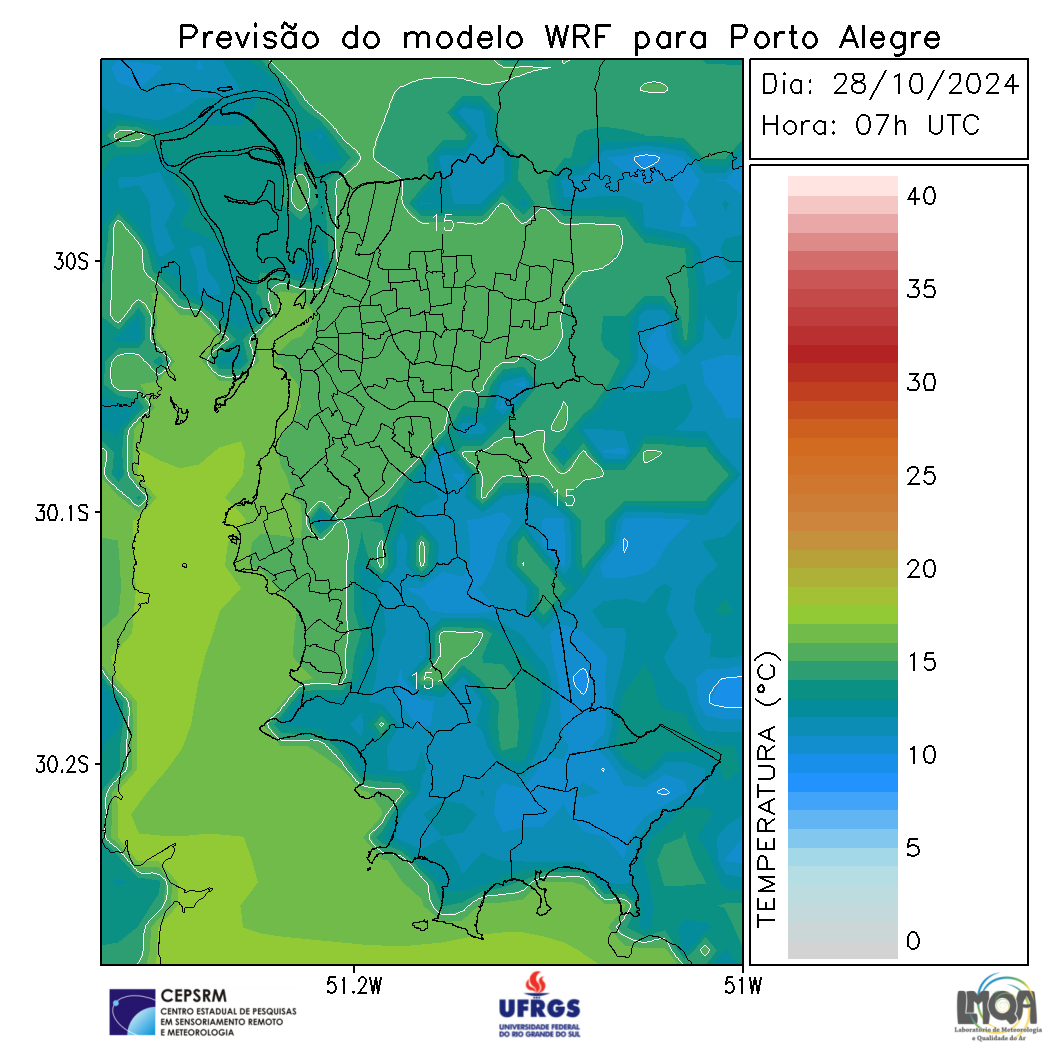 Previsão do modelo WRF para Porto Alegre
Dia: 28/10/2024
Hora: 07h UTC
40
35
30
25
20
15
10
5
0
TEMPERATURA (°C)
30S
30.1S
30.2S
51.2W
51W
15
15
15
CEPSRM
CENTRO ESTADUAL DE PESQUISAS
EM SENSORIAMENTO REMOTO
E METEOROLOGIA
UFRGS
UNIVERSIDADE FEDERAL
DO RIO GRANDE DO SUL
LMQA
Laboratório de Meteorologia
e Qualidade do Ar